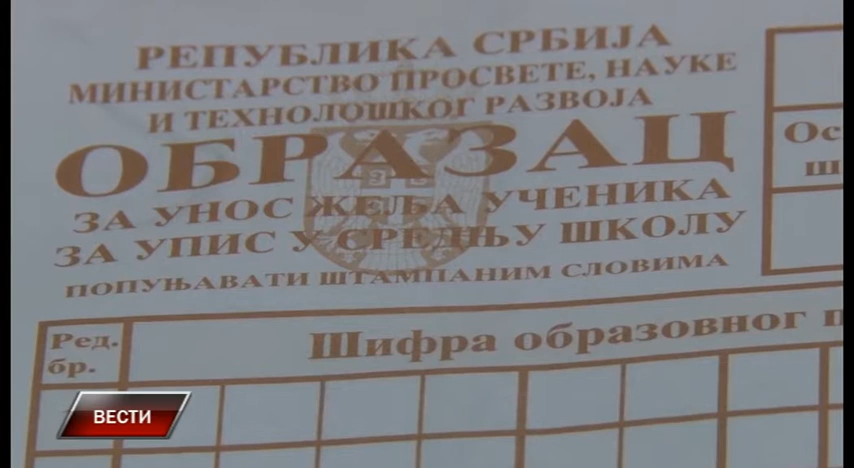 РЕПУБЛИКА СРБИЈА
МИНИСТАРСТВО ПРОСВЕТЕ, НАУКЕ
И ТЕХНОЛОШКОГ РАЗВОЈА
ОБРАЗАЦ
ЗА УНОС ЖЕЉА УЧЕНИКА
ЗА УПИС У СРЕДЊУ ШКОЛУ
ПОПУЊАВАТИ ШТАМПАНИМ СЛОВИМА
Ред.
бр.
Шифра образовног
ВЕСТИ